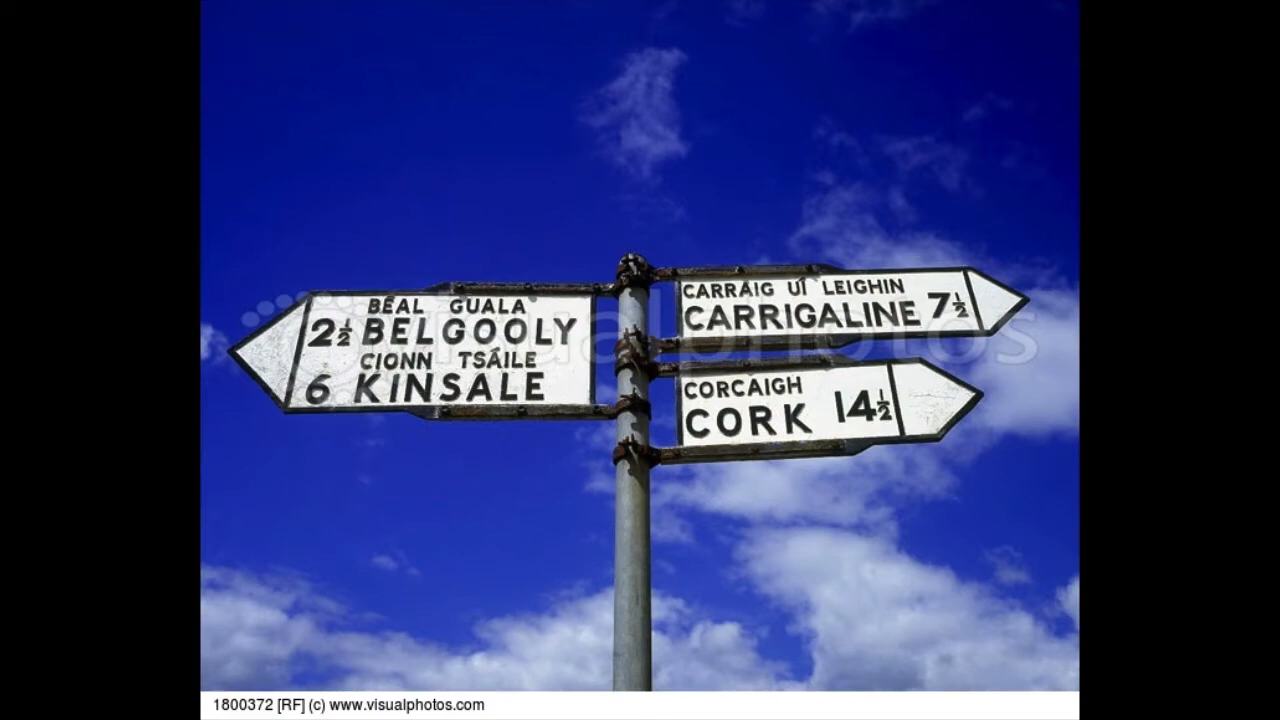 BÉAL GUALA
2½ BELGOOLY
CIONN TSÁILE
6 KINSALE
CARRAIG UÍ LEIGHIN
CARRIGALINE 7½
CORCAIGH
CORK 14½
visualphotos
1800372 [RF] (c) www.visualphotos.com